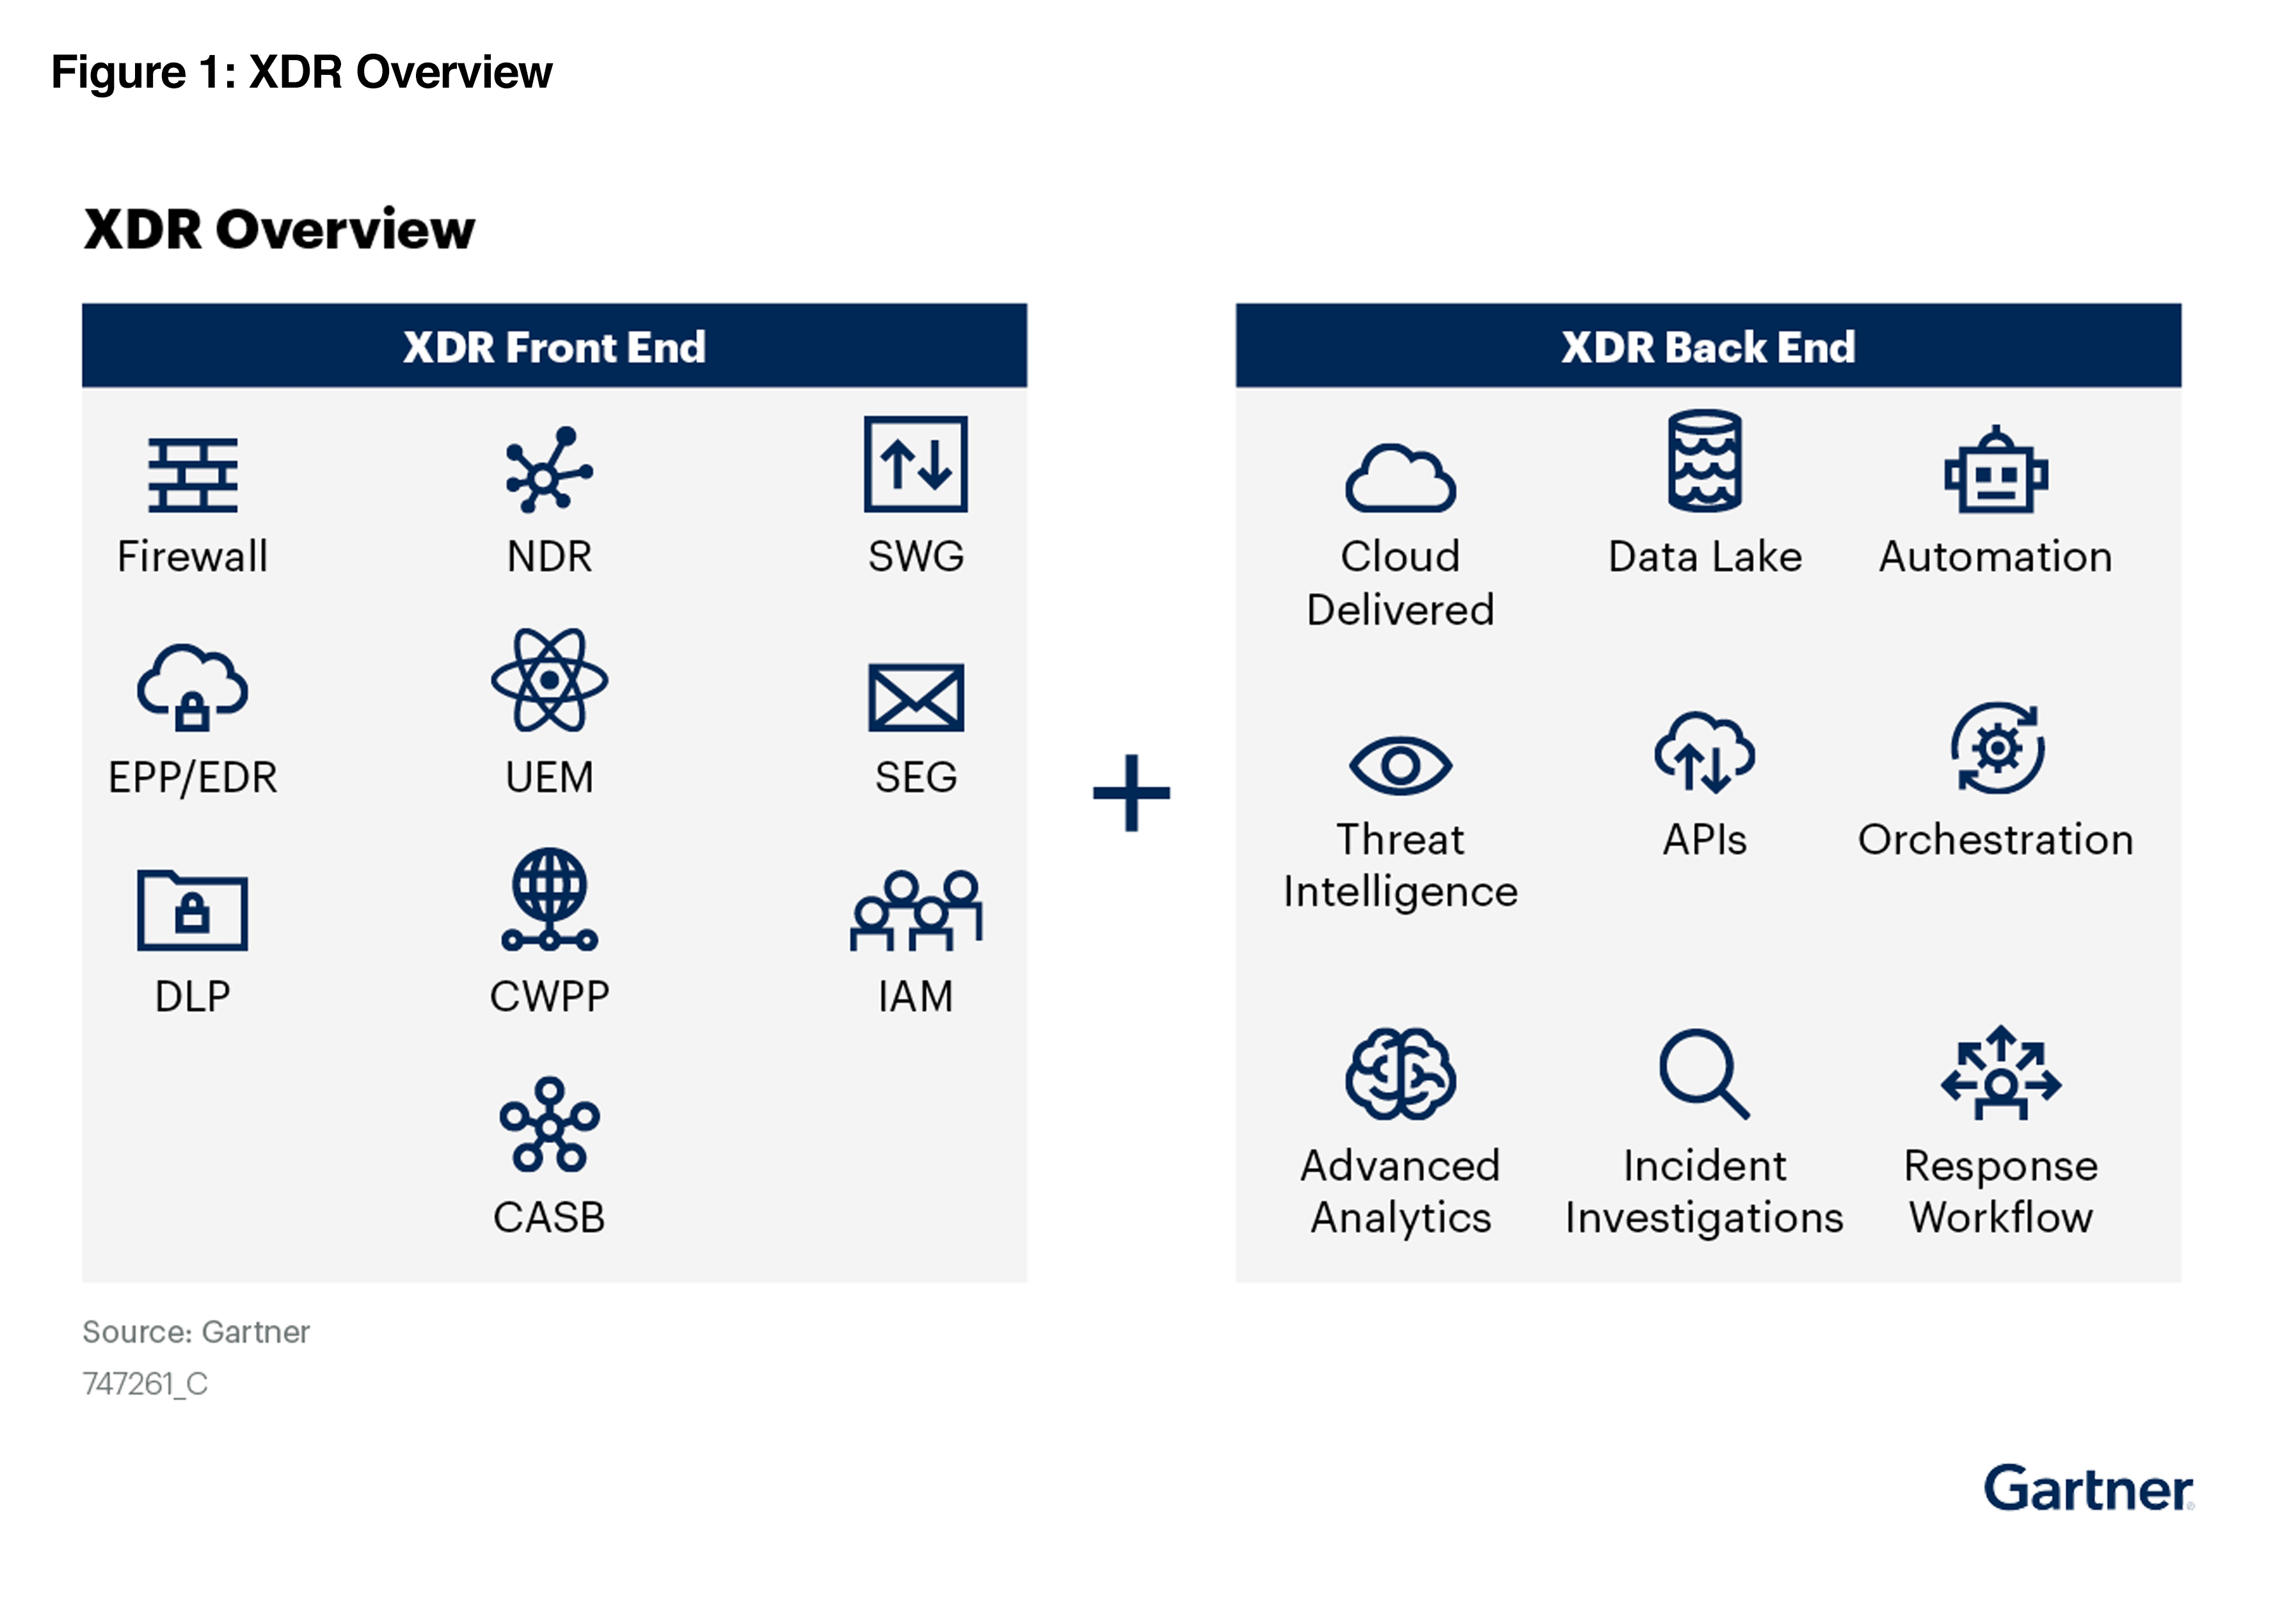 Figure 1: XDR Overview
XDR Overview
XDR Front End
Firewall
NDR
SWG
EPP/EDR
UEM
SEG
DLP
CWPP
IAM
CASB
+
XDR Back End
Cloud
Delivered
Data Lake
Automation
Threat
Intelligence
APIs
Orchestration
Advanced
Analytics
Incident
Investigations
Response
Workflow
Source: Gartner
747261_C
Gartner®